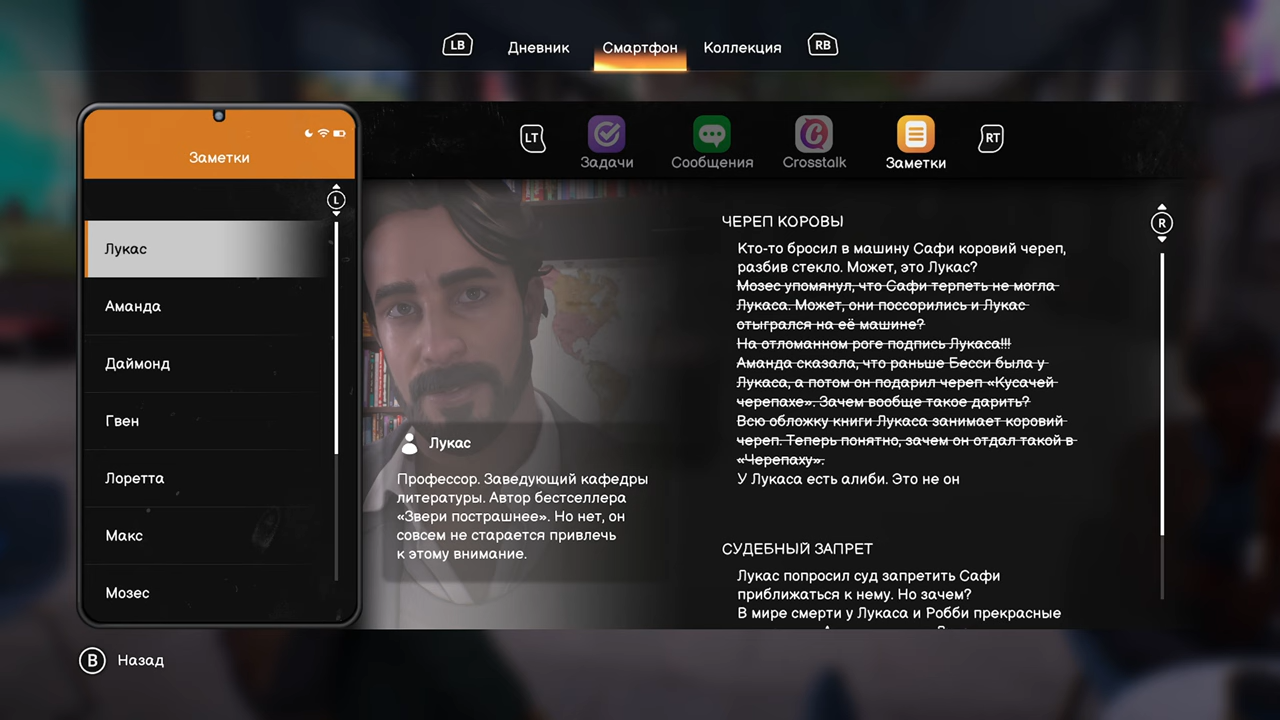 LB Дневник Смартфон Коллекция RB
Заметки
L
Лукас
Аманда
Даймонд
Гвен
Лоретта
Макс
Мозес
LT Задачи Сообщения Crosstalk Заметки RT
Лукас
Профессор. Заведующий кафедры
литературы. Автор бестселлера
«Звери пострашнее». Но нет, он
совсем не старается привлечь
к этому внимание.
R
ЧЕРЕП КОРОВЫ
Кто-то бросил в машину Сафи коровий череп,
разбив стекло. Может, это Лукас?
Мозес упомянул, что Сафи терпеть не могла
Лукаса. Может, они поссорились и Лукас
отыгрался на её машине?
На отломанном роге подпись Лукаса!!!
Аманда сказала, что раньше Бесси была у
Лукаса, а потом он подарил череп «Кусачей
черепахе». Зачем вообще такое дарить?
Всю обложку книги Лукаса занимает коровий
череп. Теперь понятно, зачем он отдал такой в
«Черепаху».
У Лукаса есть алиби. Это не он
СУДЕБНЫЙ ЗАПРЕТ
Лукас попросил суд запретить Сафи
приближаться к нему. Но зачем?
В мире смерти у Лукаса и Робби прекрасные
B Назад